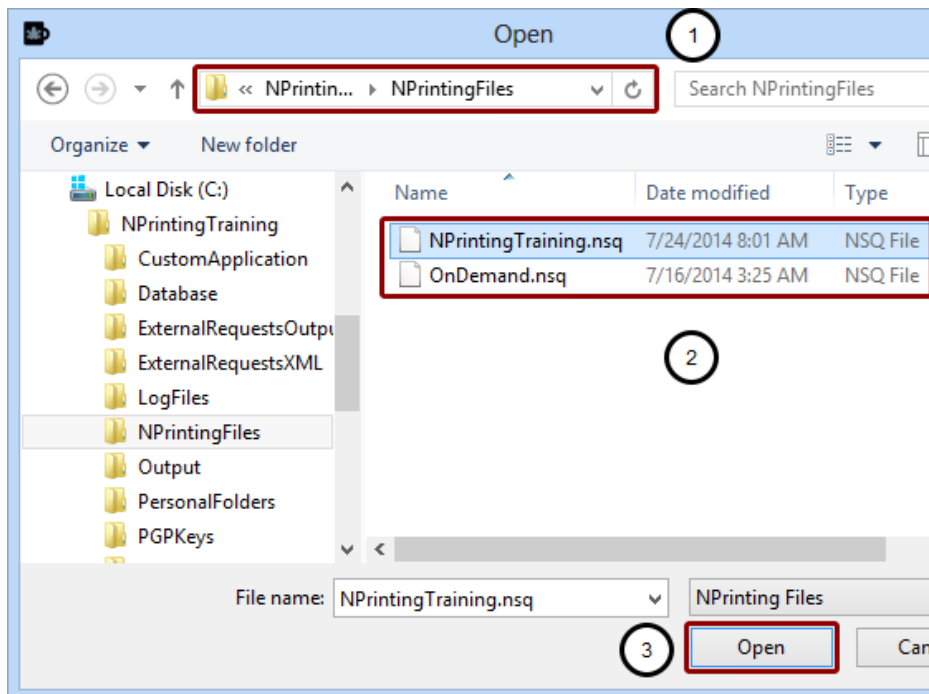 Open
1
« NPrintin... NPrintingFiles
Search NPrintingFiles
Organize
New folder
Local Disk (C:)
NPrintingTraining
CustomApplication
Database
ExternalRequestsOutpu
ExternalRequestsXML
LogFiles
NPrintingFiles
Output
PersonalFolders
PGPKeys
Name Date modified Type
NPrintingTraining.nsq 7/24/2014 8:01 AM NSQ File
OnDemand.nsq 7/16/2014 3:25 AM NSQ File
2
File name: NPrintingTraining.nsq NPrinting Files
3
Open
Can